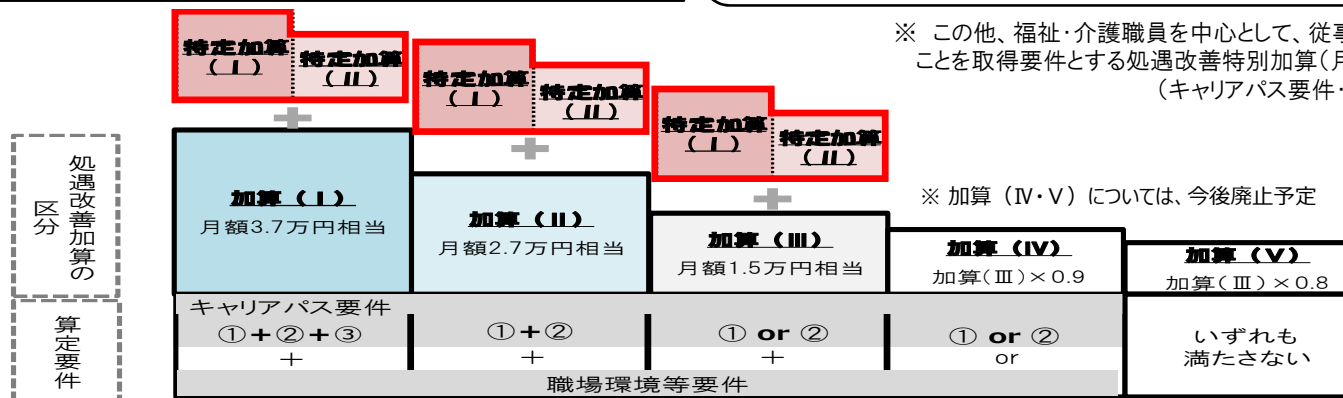 ※ この他、福祉・介護職員を中心として、従事
ことを取得要件とする処遇改善特別加算(月
(キャリアパス要件・
特定加算
(Ⅰ)
特定加算
(Ⅱ)
特定加算
(Ⅰ)
特定加算
(Ⅱ)
特定加算
(Ⅰ)
特定加算
(Ⅱ)
+
+
+
※ 加算(Ⅳ・Ⅴ)については、今後廃止予定
処遇改善加算の
区分
加算(Ⅰ)
月額3.7万円相当
加算(Ⅱ)
月額2.7万円相当
加算(Ⅲ)
月額1.5万円相当
加算(Ⅳ)
加算(Ⅲ)×0.9
加算(Ⅴ)
加算(Ⅲ)×0.8
算定要件
キャリアパス要件
①+②+③
①+②
① or ②
① or ②
+
+
+
or
職場環境等要件
いずれも
満たさない